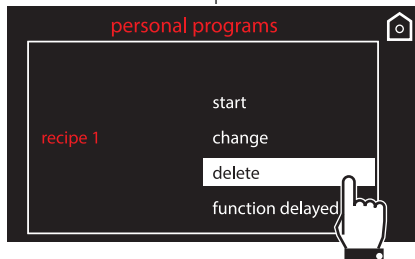 personal programs
start
recipe 1
change
delete
function delayed